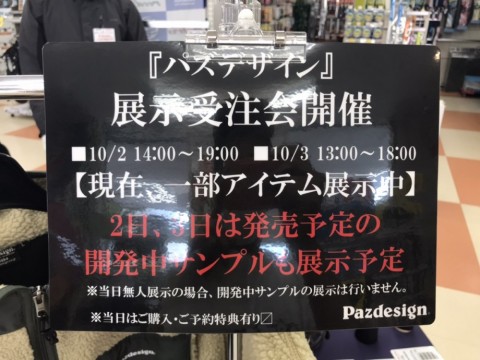 『パズデザイン』
展示受注会開催
■10/2 14:00～19:00 ■10/3 13:00～18:00
【現在、一部アイテム展示中】
2日、3日は発売予定の
開発中サンプルも展示予定
※当日無人展示の場合、開発中サンプルの展示は行いません。
※当日はご購入・ご予約特典有り〼
Pazdesign